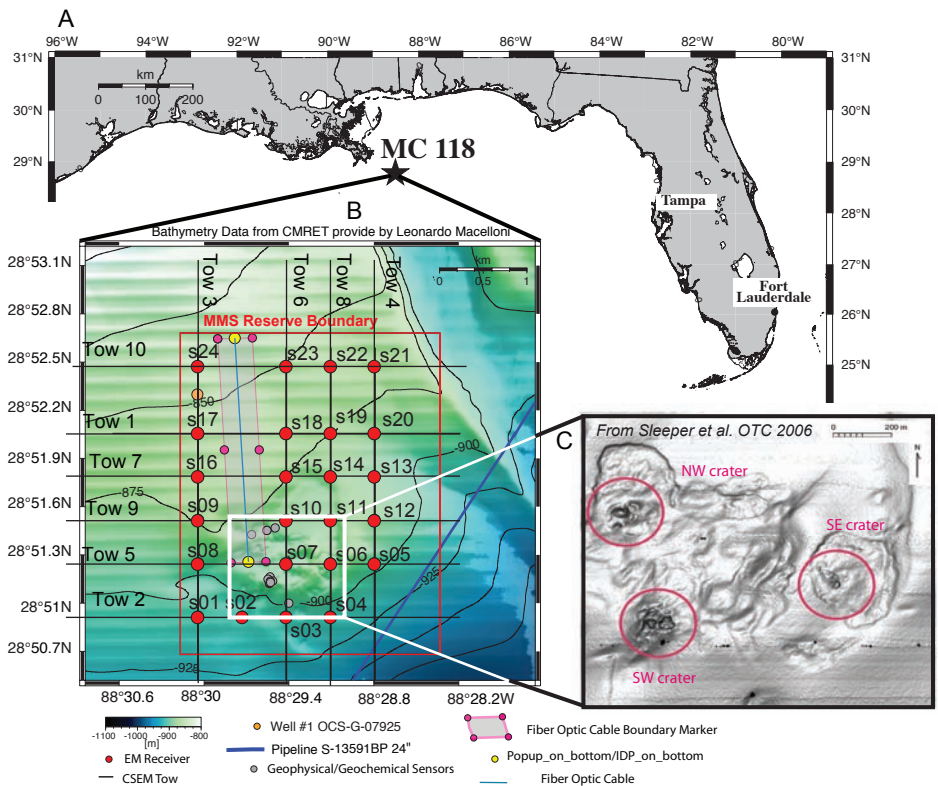 A
96°W 94°W 92°W 90°W 88°W 86°W 84°W 82°W 80°W
31°N 31°N
km
0 100 200
30°N 30°N
29°N 29°N
MC 118
28°N
27°N
26°N
25°N
Tampa
Fort
Lauderdale
B
Bathymetry Data from CMRET provide by Leonardo Macelloni
28°53.1N
28°52.8N
28°52.5N
28°52.2N
28°51.9N
28°51.6N
28°51.3N
28°51N
28°50.7N
Tow 3
Tow 6
Tow 8
Tow 4
km
0 0.5 1
MMS Reserve Boundary
Tow 10
s24 s23 s22 s21
-850
Tow 1
s17 s18 s19 s20
-900
Tow 7
s16 s15 s14 s13
-875
Tow 9
s09 s10 s11 s12
Tow 5
s08 s07 s06 s05
-925
Tow 2
s01 s02 -900 s04
s03
-925
88°30.6 88°30 88°29.4 88°28.8 88°28.2W
C
From Sleeper et al. OTC 2006
0 200 m
N
NW crater
SE crater
SW crater
-1100 -1000 -900 -800
[m]
EM Receiver
CSEM Tow
Well #1 OCS-G-07925
Pipeline S-13591BP 24"
Geophysical/Geochemical Sensors
Fiber Optic Cable Boundary Marker
Popup_on_bottom/IDP_on_bottom
Fiber Optic Cable